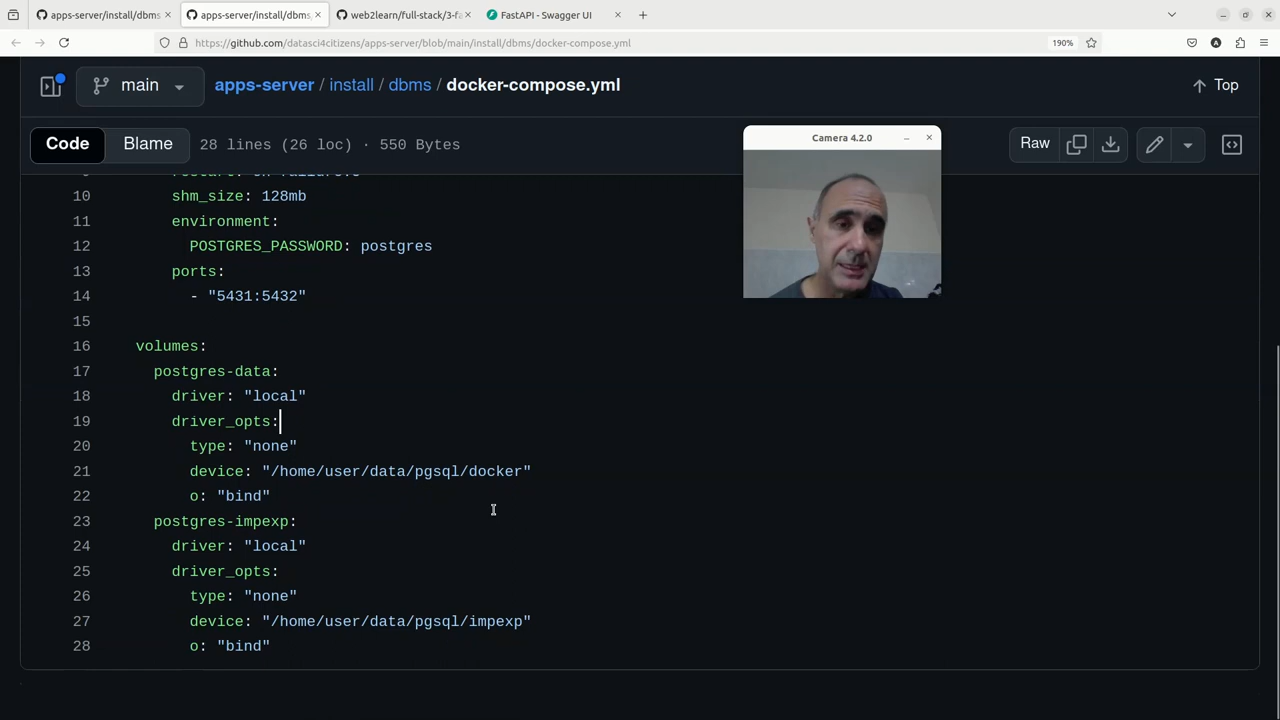 apps-server/install/dbms
apps-server/install/dbms
web2learn/full-stack/3-fa
FastAPI - Swagger UI
https://github.com/datasci4citizens/apps-server/blob/main/install/dbms/docker-compose.yml
190%
main
apps-server / install / dbms / docker-compose.yml
Top
Code
Blame
28 lines (26 loc) · 550 Bytes
Camera 4.2.0
Raw
10 shm_size: 128mb
11 environment:
12 POSTGRES_PASSWORD: postgres
13 ports:
14 - "5431:5432"
15
16 volumes:
17 postgres-data:
18 driver: "local"
19 driver_opts:
20 type: "none"
21 device: "/home/user/data/pgsql/docker"
22 o: "bind"
23 postgres-impexp:
24 driver: "local"
25 driver_opts:
26 type: "none"
27 device: "/home/user/data/pgsql/impexp"
28 o: "bind"